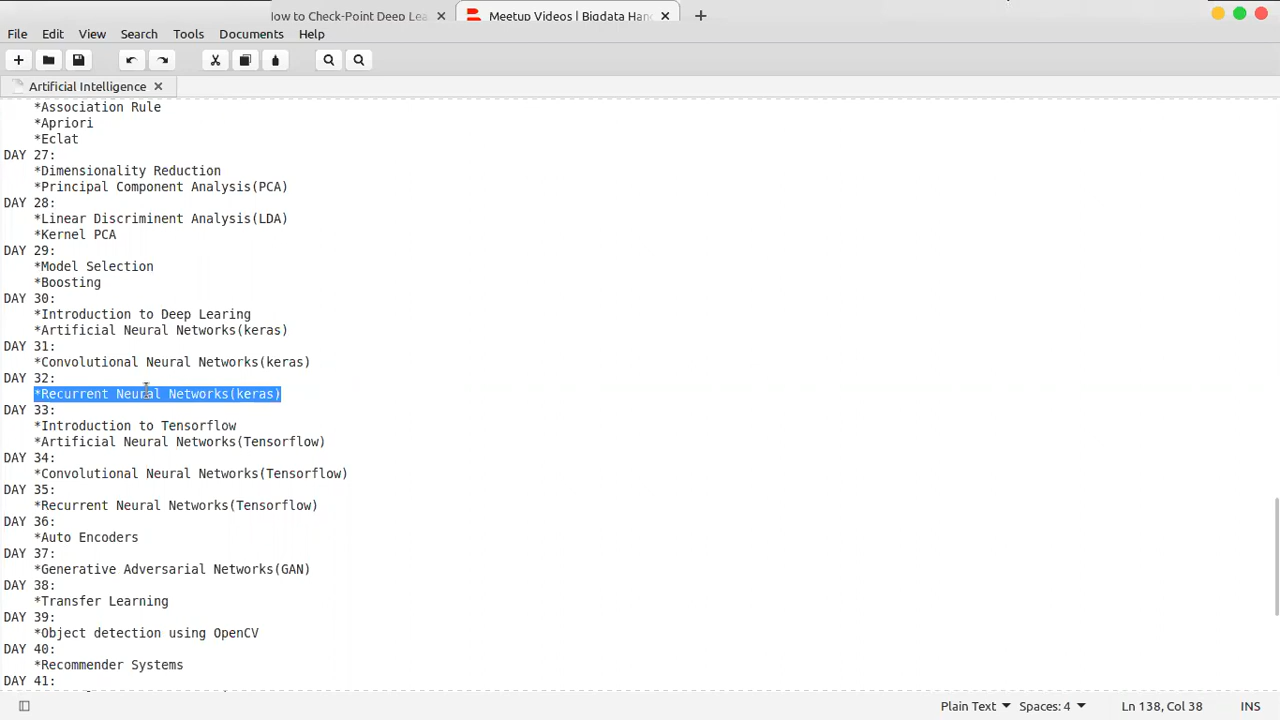 How to Check-Point Deep Lea
Meetup Videos | Bigdata Hand
File Edit View Search Tools Documents Help
Artificial Intelligence
*Association Rule
*Apriori
*Eclat
DAY 27:
*Dimensionality Reduction
*Principal Component Analysis(PCA)
DAY 28:
*Linear Discriminent Analysis(LDA)
*Kernel PCA
DAY 29:
*Model Selection
*Boosting
DAY 30:
*Introduction to Deep Learing
*Artificial Neural Networks(keras)
DAY 31:
*Convolutional Neural Networks(keras)
DAY 32:
*Recurrent Neural Networks(keras)
DAY 33:
*Introduction to Tensorflow
*Artificial Neural Networks(Tensorflow)
DAY 34:
*Convolutional Neural Networks(Tensorflow)
DAY 35:
*Recurrent Neural Networks(Tensorflow)
DAY 36:
*Auto Encoders
DAY 37:
*Generative Adversarial Networks(GAN)
DAY 38:
*Transfer Learning
DAY 39:
*Object detection using OpenCV
DAY 40:
*Recommender Systems
DAY 41:
Plain Text Spaces: 4 Ln 138, Col 38 INS